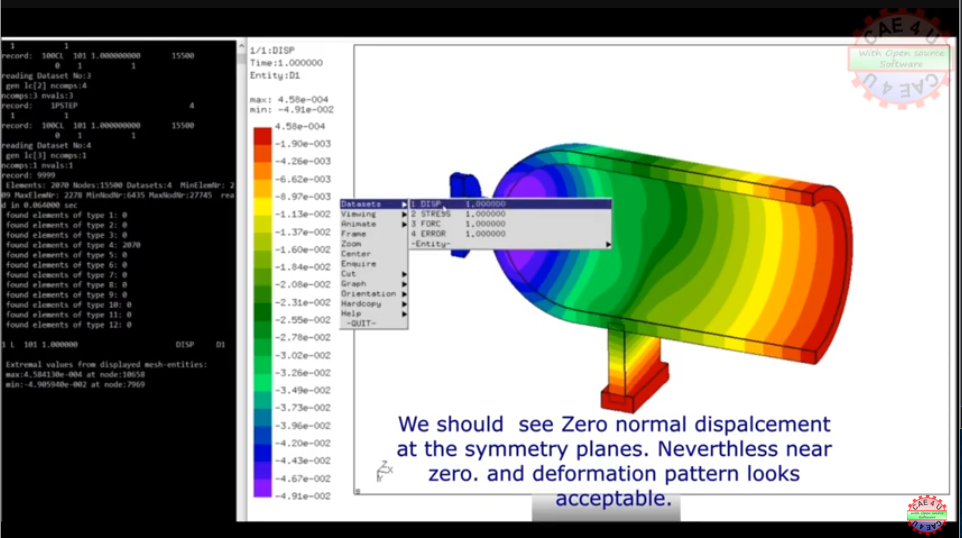 1 1
record: 100CL 101 1.000000000 15500
0 1 1
reading Dataset No:3
gen lc[2] ncomps:4
ncomps:3 nvals:3
record: 1PSTEP 4
1 1
record: 100CL 101 1.000000000 15500
0 1 1
reading Dataset No:4
gen lc[3] ncomps:1
ncomps:1 nvals:1
record: 9999
Elements: 2070 Nodes:15500 Datasets:4 MinElemNr: 2
09 MaxElemNr: 2278 MinNodNr:6435 MaxNodNr:27745 rea
d in 0.064000 sec
found elements of type 1: 0
found elements of type 2: 0
found elements of type 3: 0
found elements of type 4: 2070
found elements of type 5: 0
found elements of type 6: 0
found elements of type 7: 0
found elements of type 8: 0
found elements of type 9: 0
found elements of type 10: 0
found elements of type 11: 0
found elements of type 12: 0
1 L 101 1.000000 DISP D1
Extremal values from displayed mesh-entities:
max:4.584130e-004 at node:10658
min:-4.905940e-002 at node:7969
1/1:DISP
Time:1.000000
Entity:D1
max: 4.58e-004
min: -4.91e-002
4.58e-004
-1.90e-003
-4.26e-003
-6.62e-003
-8.97e-003
-1.13e-002
-1.37e-002
-1.60e-002
-1.84e-002
-2.08e-002
-2.31e-002
-2.55e-002
-2.78e-002
-3.02e-002
-3.26e-002
-3.49e-002
-3.73e-002
-3.96e-002
-4.20e-002
-4.43e-002
-4.67e-002
-4.91e-002
Datasets
Viewing
Animate
Frame
Zoom
Center
Enquire
Cut
Graph
Orientation
Hardcopy
Help
-QUIT-
1 DISP 1.000000
2 STRESS 1.000000
3 FORC 1.000000
4 ERROR 1.000000
-Entity-
CAE 4 U
With Open source
Software
CAE 4 U
Z
X
Y
We should see Zero normal dispalcement
at the symmetry planes. Neverthless near
zero. and deformation pattern looks
acceptable.
CAE 4 U
With Open source
Software
CAE 4 U